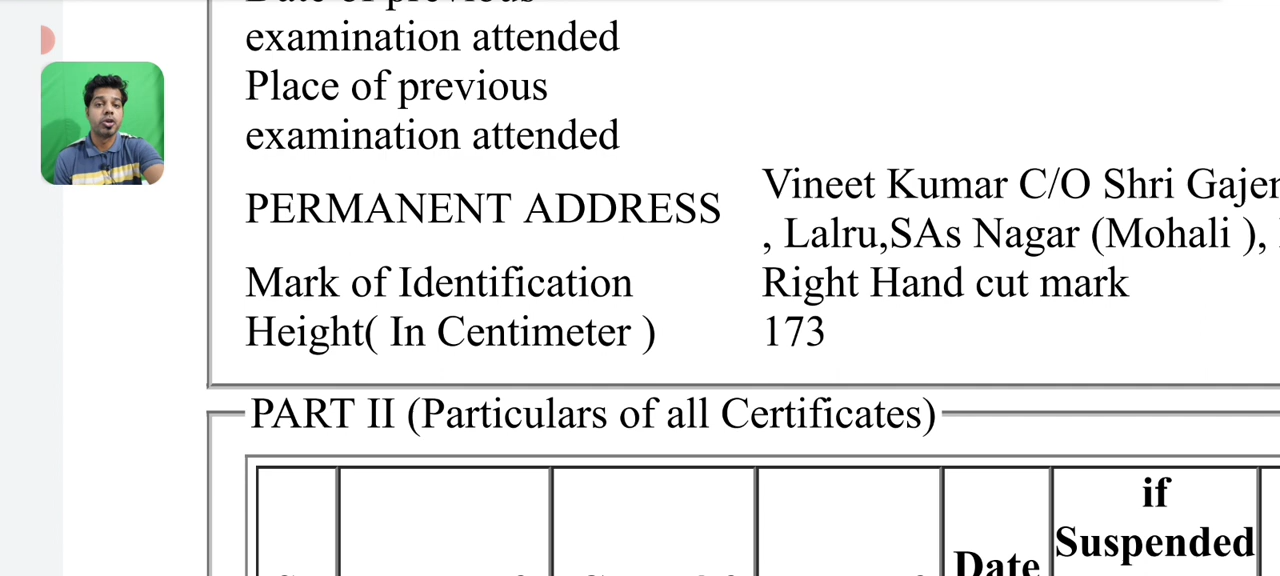 examination attended
Place of previous
examination attended
PERMANENT ADDRESS
Vineet Kumar C/O Shri
, Lalru,SAs Nagar (Mohali ),
Mark of Identification
Right Hand cut mark
Height( In Centimeter )
173
PART II (Particulars of all Certificates)
Date
if
Suspended